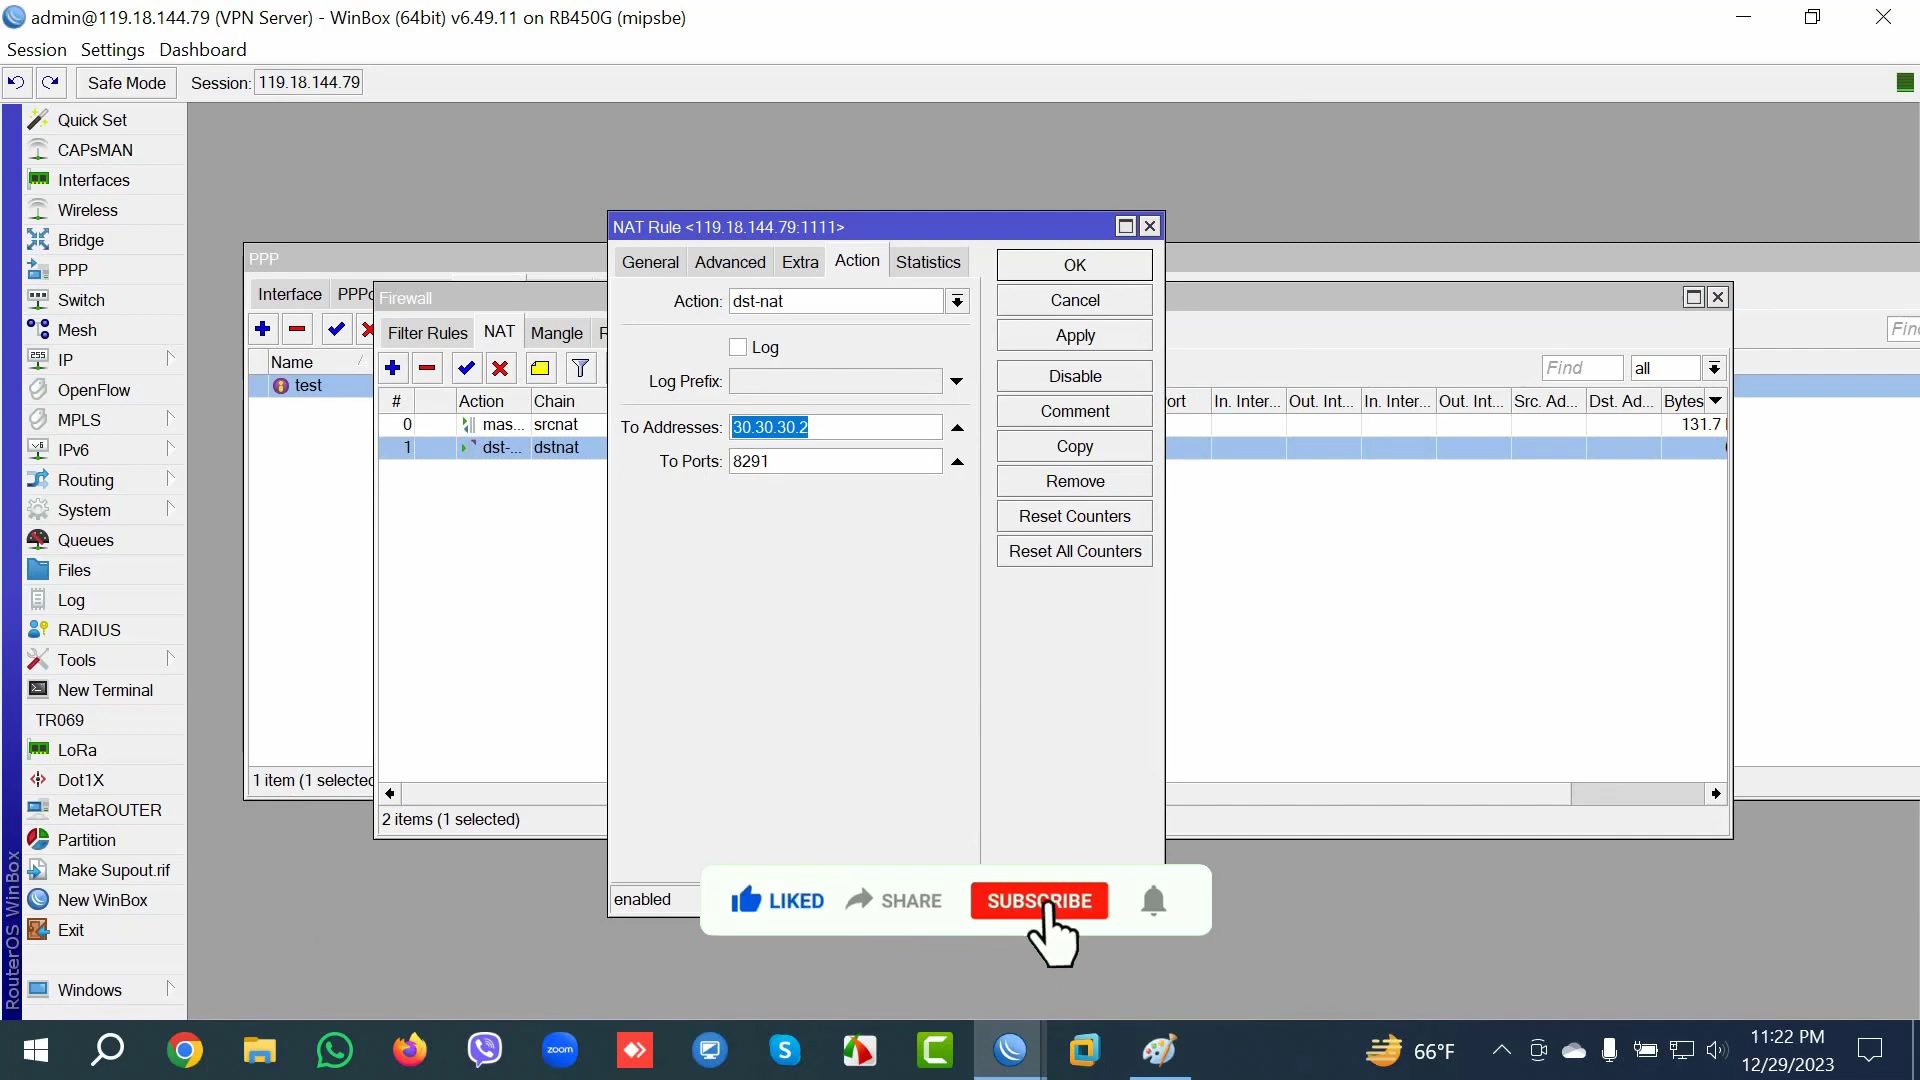 admin@119.18.144.79 (VPN Server) - WinBox (64bit) v6.49.11 on RB450G (mipsbe)
Session Settings Dashboard
Safe Mode Session: 119.18.144.79
Quick Set
CAPsMAN
Interfaces
Wireless
Bridge
PPP
Switch
Mesh
IP
OpenFlow
MPLS
IPv6
Routing
System
Queues
Files
Log
RADIUS
Tools
New Terminal
TR069
LoRa
Dot1X
MetaROUTER
Partition
Make Supout.rif
New WinBox
Exit
Windows
RouterOS WinBox
PPP
Interface
Name
test
1 item (1 selected
Find
Firewall
Filter Rules NAT Mangle
Find all
# Action Chain In. Inter... Out. Int... In. Inter... Out. Int... Src. Ad... Dst. Ad... Bytes
0 mas... srcnat 131.7
1 dst-... dstnat
2 items (1 selected)
NAT Rule <119.18.144.79:1111>
General Advanced Extra Action Statistics
Action: dst-nat
Log
Log Prefix:
To Addresses: 30.30.30.2
To Ports: 8291
enabled
OK
Cancel
Apply
Disable
Comment
Copy
Remove
Reset Counters
Reset All Counters
LIKED SHARE SUBSCRIBE
zoom
66°F
11:22 PM
12/29/2023